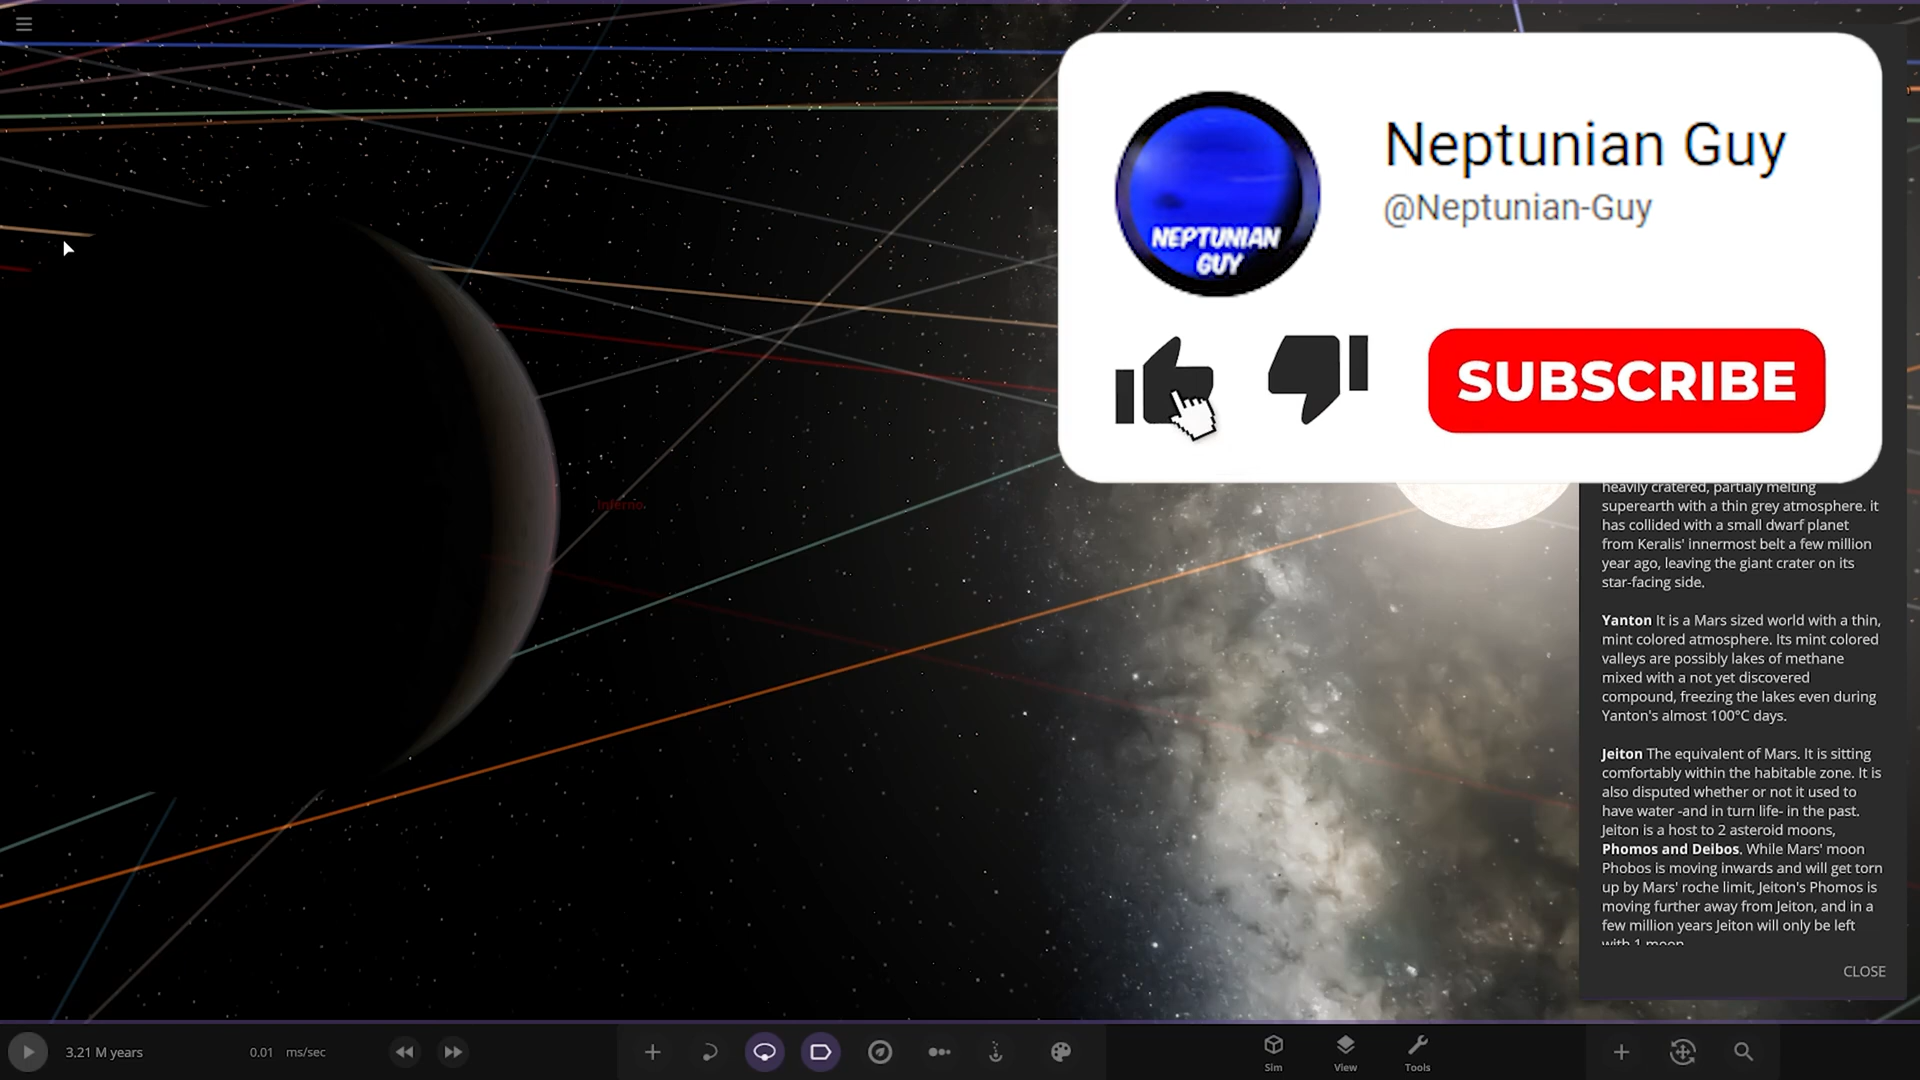 Neptunian Guy
@Neptunian-Guy
NEPTUNIAN
GUY
SUBSCRIBE
Inferno
heavily cratered, partialy melting
superearth with a thin grey atmosphere. it
has collided with a small dwarf planet
from Keralis' innermost belt a few million
year ago, leaving the giant crater on its
star-facing side.
Yanton It is a Mars sized world with a thin,
mint colored atmosphere. Its mint colored
valleys are possibly lakes of methane
mixed with a not yet discovered
compound, freezing the lakes even during
Yanton's almost 100°C days.
Jeiton The equivalent of Mars. It is sitting
comfortably within the habitable zone. It is
also disputed whether or not it used to
have water -and in turn life- in the past.
Jeiton is a host to 2 asteroid moons,
Phomos and Deibos. While Mars' moon
Phobos is moving inwards and will get torn
up by Mars' roche limit, Jeiton's Phomos is
moving further away from Jeiton, and in a
few million years Jeiton will only be left
with 1 moon
CLOSE
3.21 M years
0.01 ms/sec
Sim
View
Tools